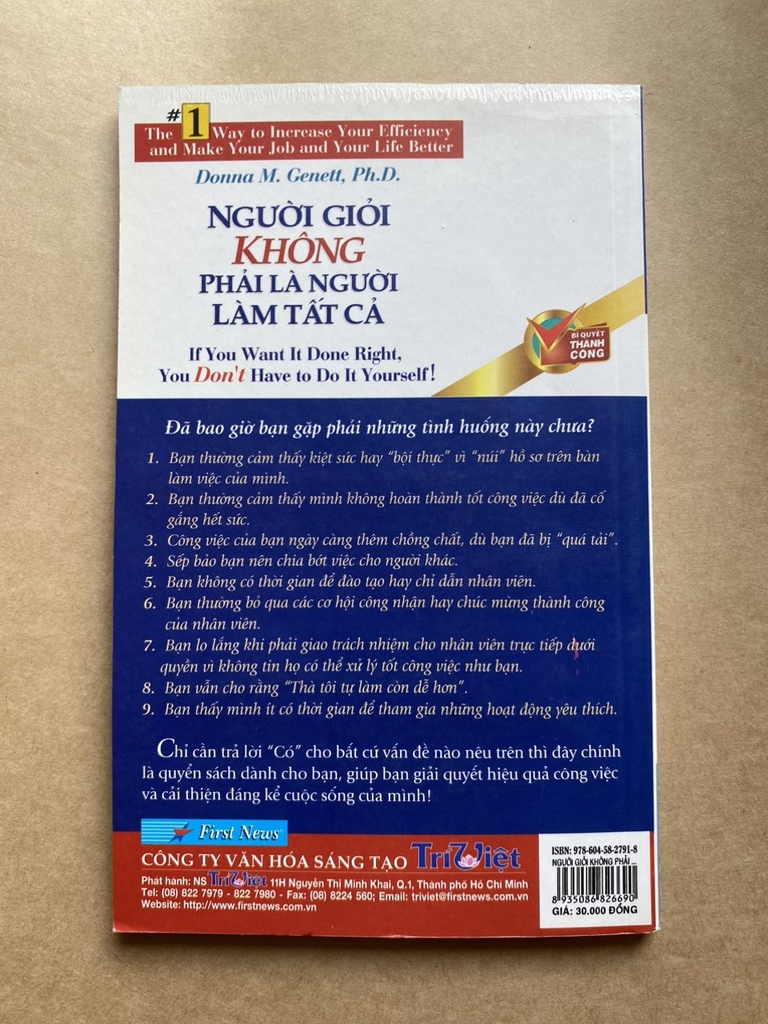 The #1 Way to Increase Your Efficiency
and Make Your Job and Your Life Better
Donna M. Genett, Ph.D.
NGƯỜI GIỎI
KHÔNG
PHẢI LÀ NGƯỜI
LÀM TẤT CẢ
If You Want It Done Right,
You Don't Have to Do It Yourself!
BÍ QUYẾT
THÀNH
CÔNG
Đã bao giờ bạn gặp phải những tình huống này chưa?
1. Bạn thường cảm thấy kiệt sức hay "bội thực" vì "núi" hồ sơ trên bàn
làm việc của mình.
2. Bạn thường cảm thấy mình không hoàn thành tốt công việc dù đã cố
gắng hết sức.
3. Công việc của bạn ngày càng thêm chồng chất, dù bạn đã bị "quá tải".
4. Sếp bảo bạn nên chia bớt việc cho người khác.
5. Bạn không có thời gian để đào tạo hay chỉ dẫn nhân viên.
6. Bạn thường bỏ qua các cơ hội công nhận hay chúc mừng thành công
của nhân viên.
7. Bạn lo lắng khi phải giao trách nhiệm cho nhân viên trực tiếp dưới
quyền vì không tin họ có thể xử lý tốt công việc như bạn.
8. Bạn vẫn cho rằng "Thà tôi tự làm còn dễ hơn".
9. Bạn thấy mình ít có thời gian để tham gia những hoạt động yêu thích.
Chỉ cần trả lời "Có" cho bất cứ vấn đề nào nêu trên thì đây chính
là quyển sách dành cho bạn, giúp bạn giải quyết hiệu quả công việc
và cải thiện đáng kể cuộc sống của mình!
First News
CÔNG TY VĂN HÓA SÁNG TẠO Trí Việt
Phát hành: NS Trí Việt 11H Nguyễn Thị Minh Khai, Q.1, Thành phố Hồ Chí Minh
Tel: (08) 822 7979 - 822 7980 - Fax: (08) 8224 560; Email: triviet@firstnews.com.vn
Website: http://www.firstnews.com.vn
ISBN: 978-604-58-2791-8
NGƯỜI GIỎI KHÔNG PHẢI ...
8 935086 826690
GIÁ: 30.000 ĐỒNG